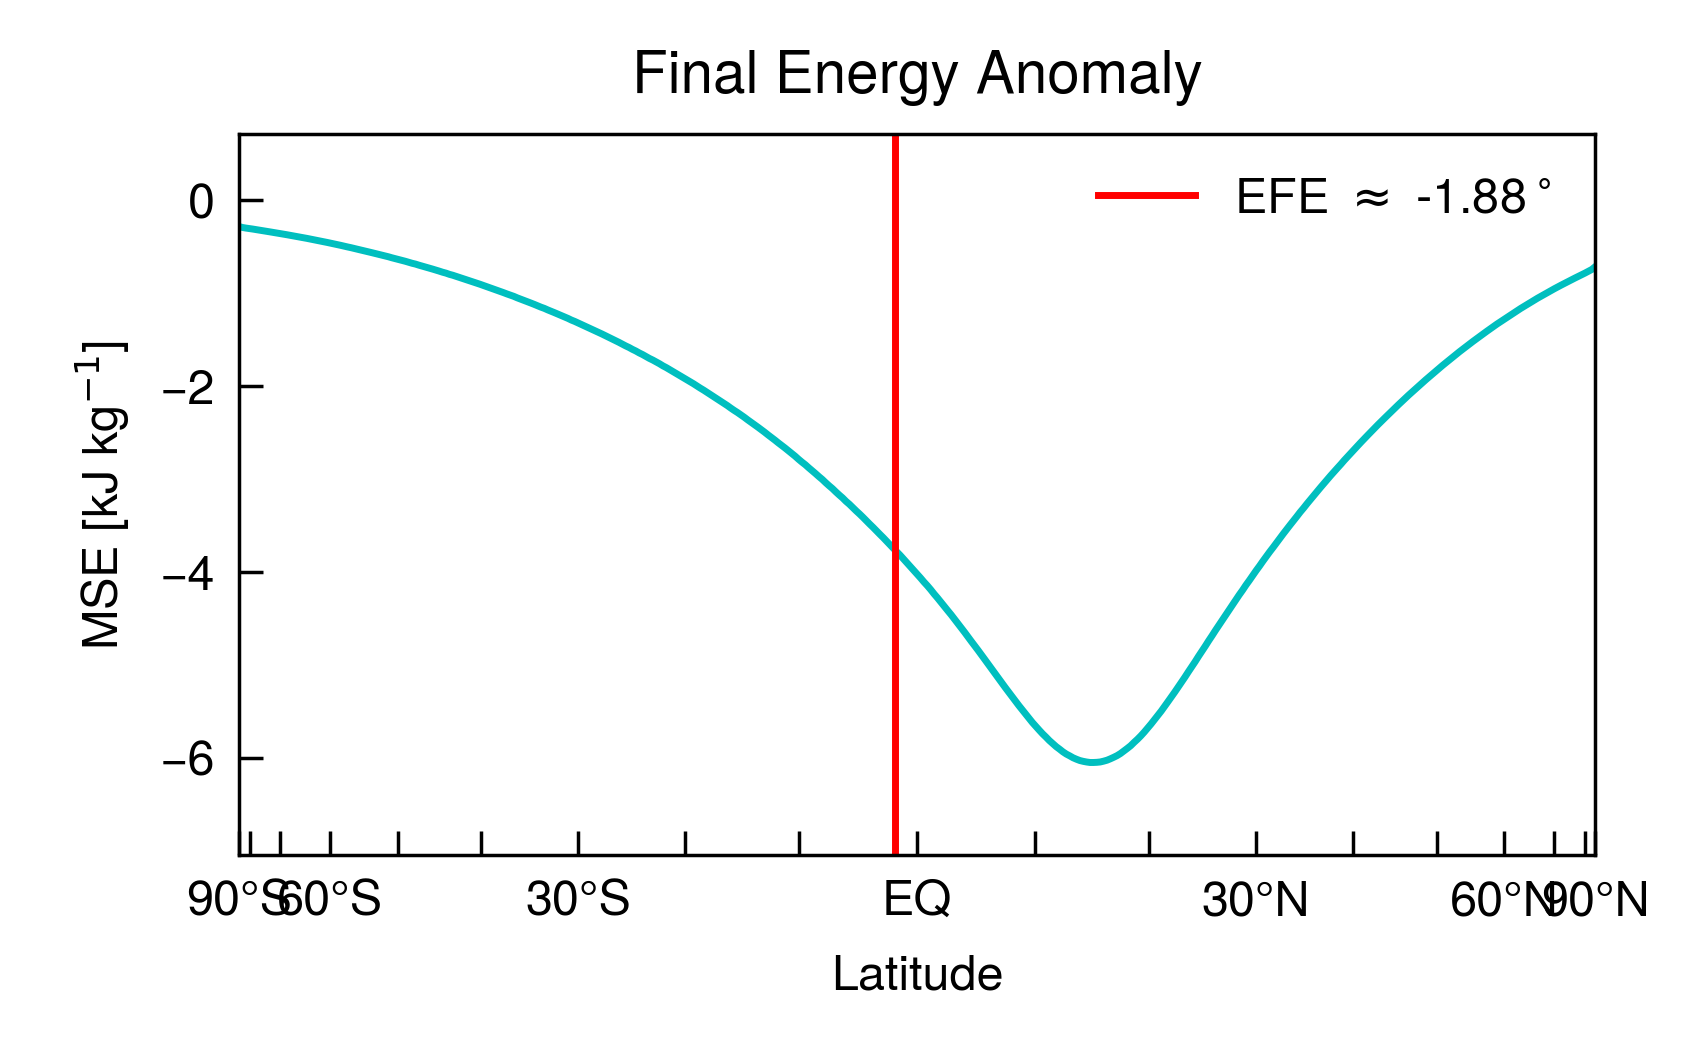 Final Energy Anomaly
EFE ≈ -1.88°
0
−2
−4
−6
MSE [kJ kg⁻¹]
90°S 60°S 30°S EQ 30°N 60°N 90°N
Latitude